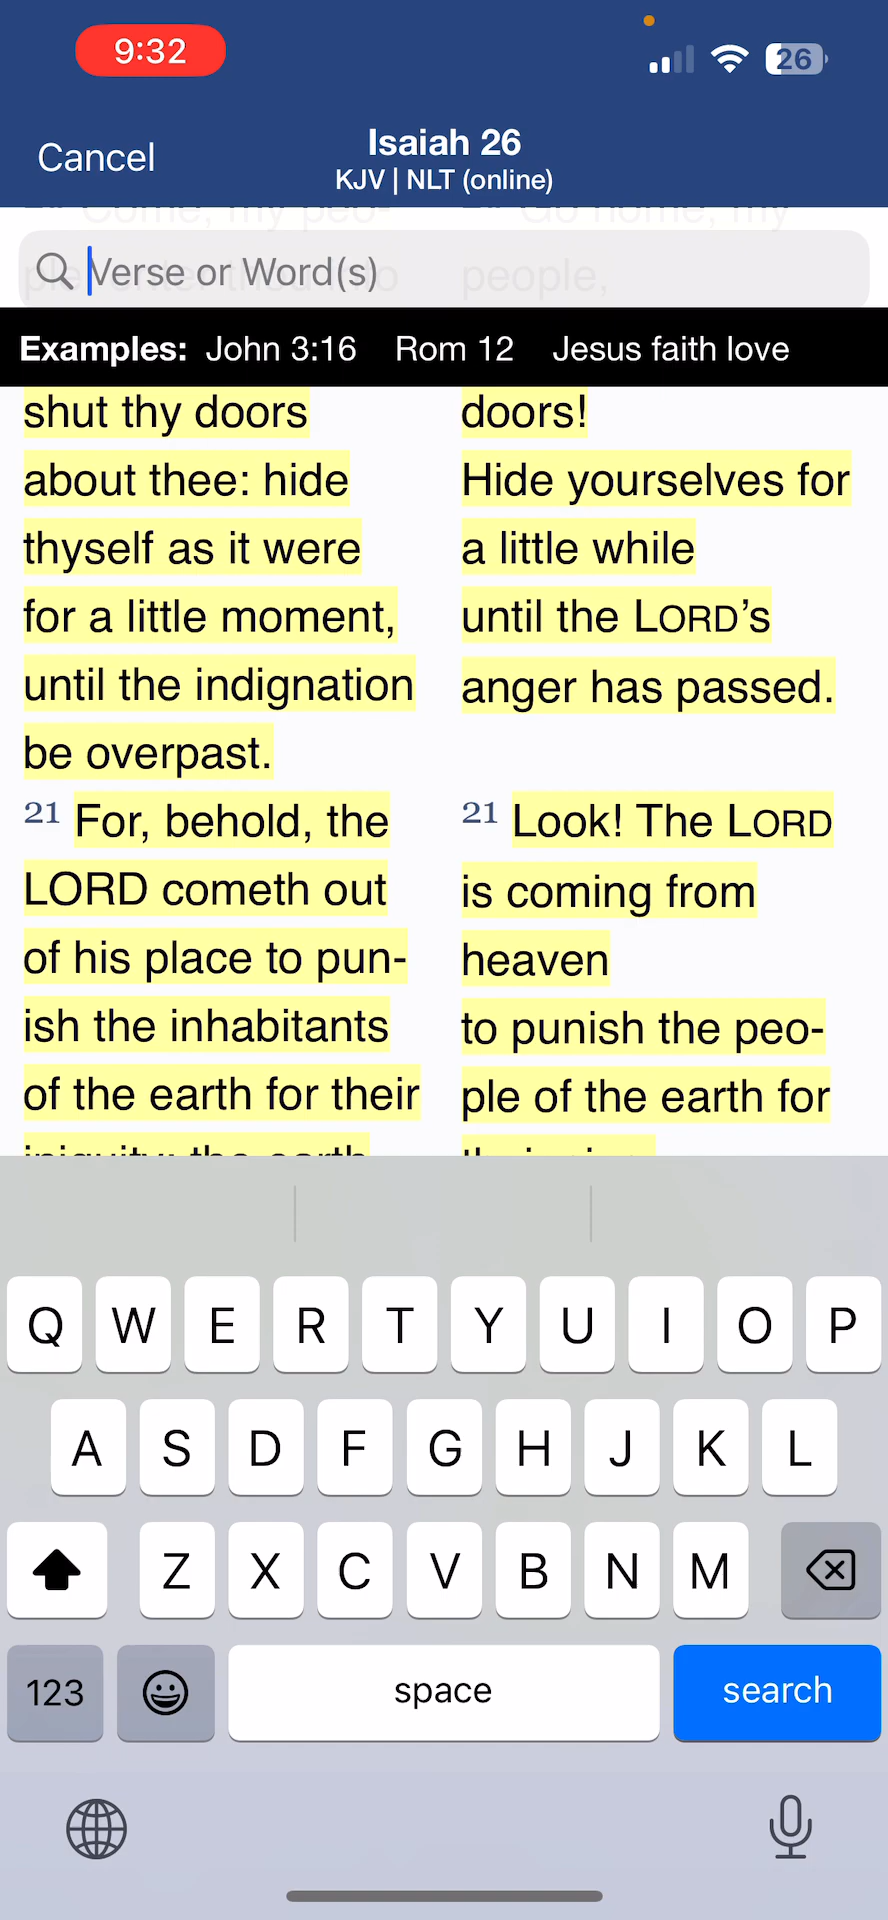 9:32
26
Cancel
Isaiah 26
KJV | NLT (online)
Verse or Word(s)
people,
Examples: John 3:16 Rom 12 Jesus faith love
shut thy doors
about thee: hide
thyself as it were
for a little moment,
until the indignation
be overpast.
21 For, behold, the
LORD cometh out
of his place to pun-
ish the inhabitants
of the earth for their
iniquity: the earth
doors!
Hide yourselves for
a little while
until the LORD’s
anger has passed.
21 Look! The LORD
is coming from
heaven
to punish the peo-
ple of the earth for
Q W E R T Y U I O P
A S D F G H J K L
Z X C V B N M
123 space search